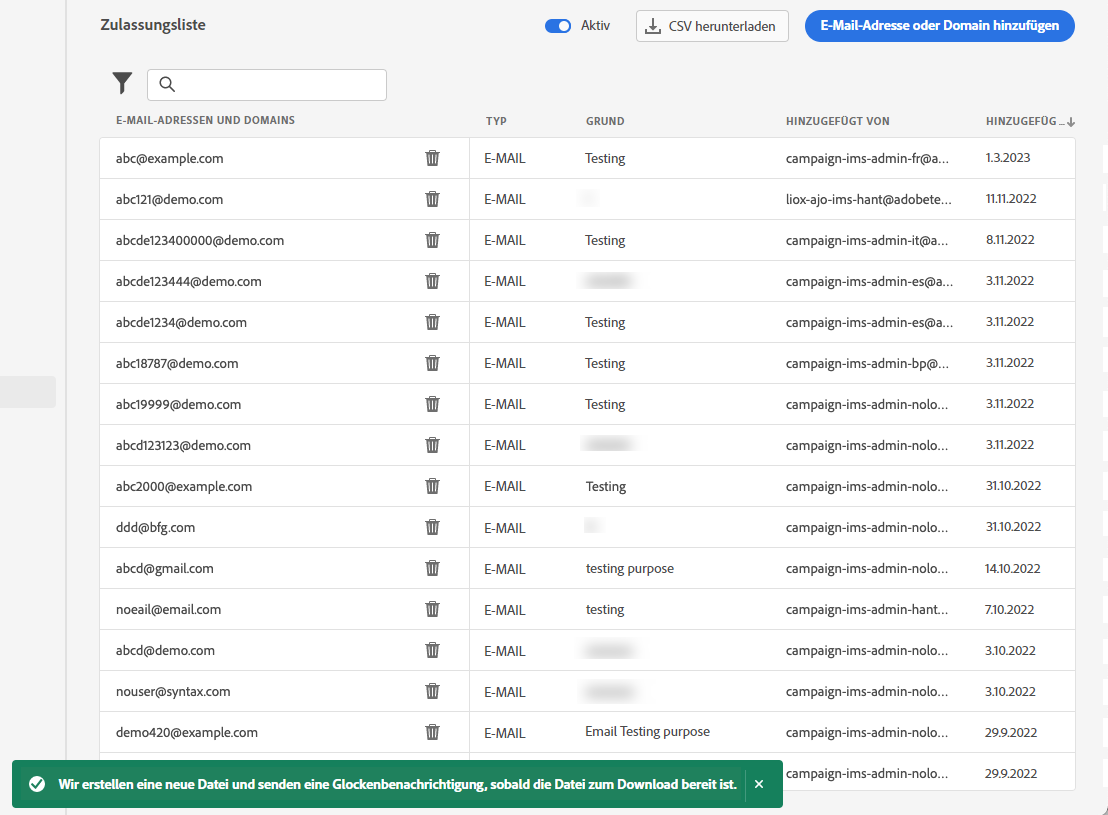 Zulassungsliste
Aktiv
CSV herunterladen
E-Mail-Adresse oder Domain hinzufügen
E-MAIL-ADRESSEN UND DOMAINS TYP GRUND HINZUGEFÜGT VON HINZUGEFÜG...
abc@example.com E-MAIL Testing campaign-ims-admin-fr@a... 1.3.2023
abc121@demo.com E-MAIL liox-ajo-ims-hant@adobete... 11.11.2022
abcde123400000@demo.com E-MAIL Testing campaign-ims-admin-it@a... 8.11.2022
abcde123444@demo.com E-MAIL campaign-ims-admin-es@a... 3.11.2022
abcde1234@demo.com E-MAIL Testing campaign-ims-admin-es@a... 3.11.2022
abc18787@demo.com E-MAIL Testing campaign-ims-admin-bp@... 3.11.2022
abc19999@demo.com E-MAIL Testing campaign-ims-admin-nolo... 3.11.2022
abcd123123@demo.com E-MAIL campaign-ims-admin-nolo... 3.11.2022
abc2000@example.com E-MAIL Testing campaign-ims-admin-nolo... 31.10.2022
ddd@bfg.com E-MAIL campaign-ims-admin-nolo... 31.10.2022
abcd@gmail.com E-MAIL testing purpose campaign-ims-admin-nolo... 14.10.2022
noeail@email.com E-MAIL testing campaign-ims-admin-hant... 7.10.2022
abcd@demo.com E-MAIL campaign-ims-admin-nolo... 3.10.2022
nouser@syntax.com E-MAIL campaign-ims-admin-nolo... 3.10.2022
demo420@example.com E-MAIL Email Testing purpose campaign-ims-admin-nolo... 29.9.2022
campaign-ims-admin-nolo... 29.9.2022
Wir erstellen eine neue Datei und senden eine Glockenbenachrichtigung, sobald die Datei zum Download bereit ist.